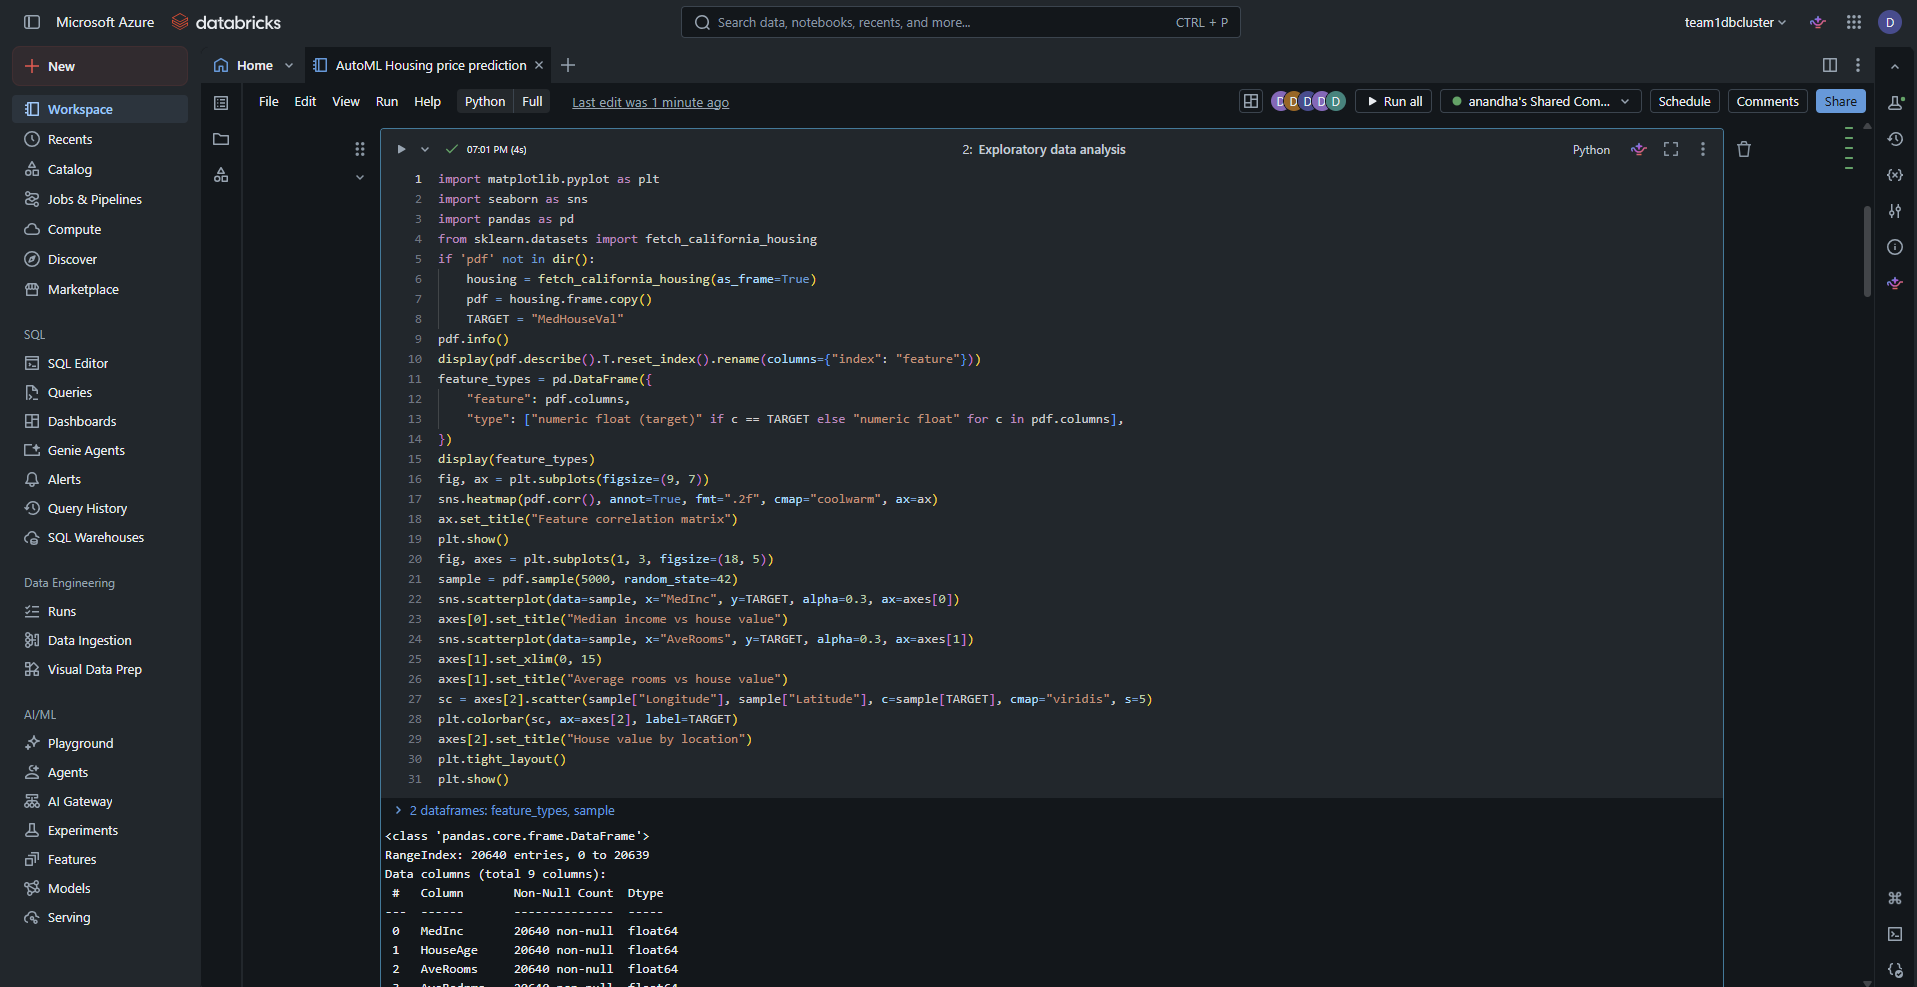 Microsoft Azure
databricks
Search data, notebooks, recents, and more...
CTRL + P
team1dbcluster
D
New
Workspace
Recents
Catalog
Jobs & Pipelines
Compute
Discover
Marketplace
SQL
SQL Editor
Queries
Dashboards
Genie Agents
Alerts
Query History
SQL Warehouses
Data Engineering
Runs
Data Ingestion
Visual Data Prep
AI/ML
Playground
Agents
AI Gateway
Experiments
Features
Models
Serving
Home
AutoML Housing price prediction
File Edit View Run Help
Python Full
Last edit was 1 minute ago
D D D D D
Run all
anandha's Shared Com...
Schedule
Comments
Share
07:01 PM (4s)
2: Exploratory data analysis
Python
1 import matplotlib.pyplot as plt
2 import seaborn as sns
3 import pandas as pd
4 from sklearn.datasets import fetch_california_housing
5 if 'pdf' not in dir():
6     housing = fetch_california_housing(as_frame=True)
7     pdf = housing.frame.copy()
8     TARGET = "MedHouseVal"
9 pdf.info()
10 display(pdf.describe().T.reset_index().rename(columns={"index": "feature"}))
11 feature_types = pd.DataFrame({
12     "feature": pdf.columns,
13     "type": ["numeric float (target)" if c == TARGET else "numeric float" for c in pdf.columns],
14 })
15 display(feature_types)
16 fig, ax = plt.subplots(figsize=(9, 7))
17 sns.heatmap(pdf.corr(), annot=True, fmt=".2f", cmap="coolwarm", ax=ax)
18 ax.set_title("Feature correlation matrix")
19 plt.show()
20 fig, axes = plt.subplots(1, 3, figsize=(18, 5))
21 sample = pdf.sample(5000, random_state=42)
22 sns.scatterplot(data=sample, x="MedInc", y=TARGET, alpha=0.3, ax=axes[0])
23 axes[0].set_title("Median income vs house value")
24 sns.scatterplot(data=sample, x="AveRooms", y=TARGET, alpha=0.3, ax=axes[1])
25 axes[1].set_xlim(0, 15)
26 axes[1].set_title("Average rooms vs house value")
27 sc = axes[2].scatter(sample["Longitude"], sample["Latitude"], c=sample[TARGET], cmap="viridis", s=5)
28 plt.colorbar(sc, ax=axes[2], label=TARGET)
29 axes[2].set_title("House value by location")
30 plt.tight_layout()
31 plt.show()
2 dataframes: feature_types, sample
<class 'pandas.core.frame.DataFrame'>
RangeIndex: 20640 entries, 0 to 20639
Data columns (total 9 columns):
#   Column       Non-Null Count  Dtype
---  ------       --------------  -----
0   MedInc       20640 non-null  float64
1   HouseAge     20640 non-null  float64
2   AveRooms     20640 non-null  float64